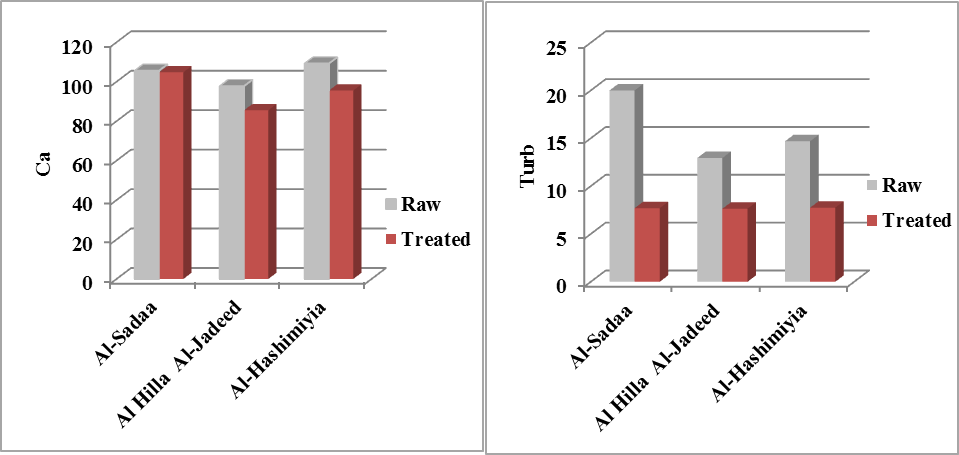 120
100
80
60
40
20
0
Ca
Raw
Treated
Al-Sadaa
Al Hilla Al-Jadeed
Al-Hashimiyia
25
20
15
10
5
0
Turb
Raw
Treated
Al-Sadaa
Al Hilla Al-Jadeed
Al-Hashimiyia